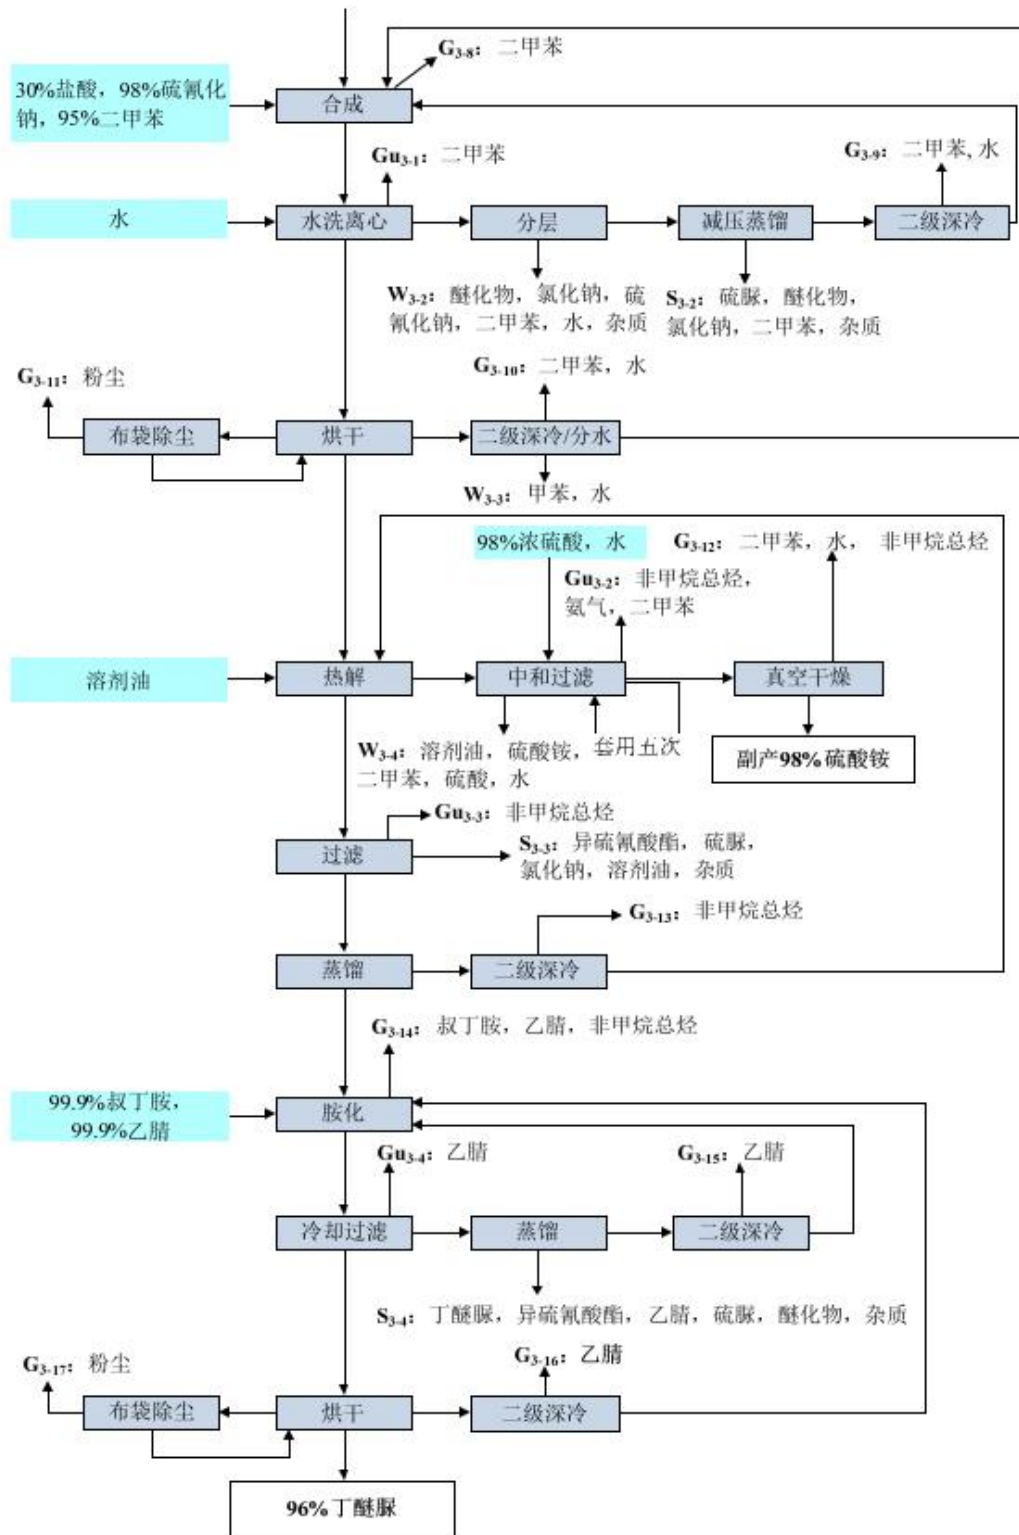 G3-8：二甲苯
30%盐酸，98%硫氰化
钠，95%二甲苯
合成
Gu3-1：二甲苯
G3-9：二甲苯, 水
水
水洗离心
分层
减压蒸馏
二级深冷
W3-2：醚化物，氯化钠，硫
氰化钠，二甲苯，水，杂质
S3-2：硫脲，醚化物，
氯化钠，二甲苯，杂质
G3-10：二甲苯，水
G3-11：粉尘
布袋除尘
烘干
二级深冷/分水
W3-3：甲苯，水
98%浓硫酸，水
G3-12：二甲苯，水， 非甲烷总烃
Gu3-2：非甲烷总烃，
氨气，二甲苯
溶剂油
热解
中和过滤
真空干燥
W3-4：溶剂油，硫酸铵，
二甲苯，硫酸，水
套用五次
副产98%硫酸铵
Gu3-3：非甲烷总烃
过滤
S3-3：异硫氰酸酯，硫脲，
氯化钠，溶剂油，杂质
G3-13：非甲烷总烃
蒸馏
二级深冷
G3-14：叔丁胺，乙腈，非甲烷总烃
99.9%叔丁胺，
99.9%乙腈
胺化
Gu3-4：乙腈
G3-15：乙腈
冷却过滤
蒸馏
二级深冷
S3-4：丁醚脲，异硫氰酸酯，乙腈，硫脲，醚化物，杂质
G3-16：乙腈
G3-17：粉尘
布袋除尘
烘干
二级深冷
96%丁醚脲